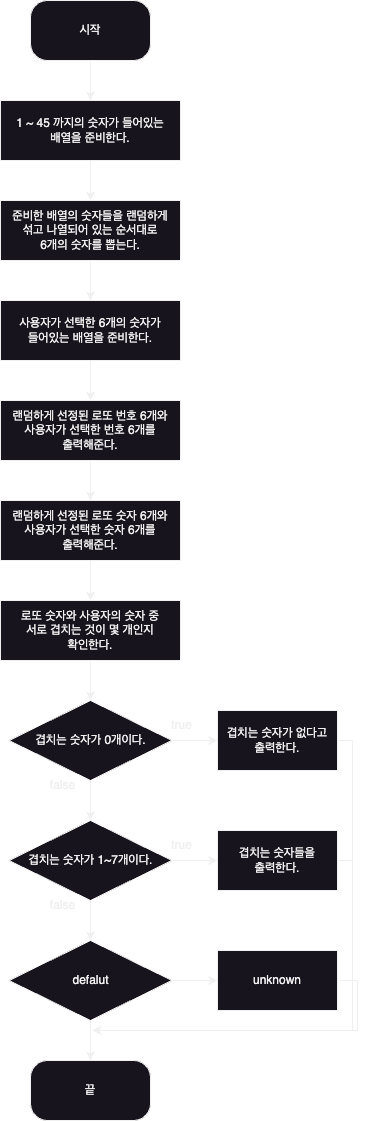 시작
1 ~ 45 까지의 숫자가 들어있는
배열을 준비한다.
준비한 배열의 숫자들을 랜덤하게
섞고 나열되어 있는 순서대로
6개의 숫자를 뽑는다.
사용자가 선택한 6개의 숫자가
들어있는 배열을 준비한다.
랜덤하게 선정된 로또 번호 6개와
사용자가 선택한 번호 6개를
출력해준다.
랜덤하게 선정된 로또 숫자 6개와
사용자가 선택한 숫자 6개를
출력해준다.
로또 숫자와 사용자의 숫자 중
서로 겹치는 것이 몇 개인지
확인한다.
겹치는 숫자가 0개이다.
true
겹치는 숫자가 없다고
출력한다.
false
겹치는 숫자가 1~7개이다.
true
겹치는 숫자들을
출력한다.
false
defalut
unknown
끝